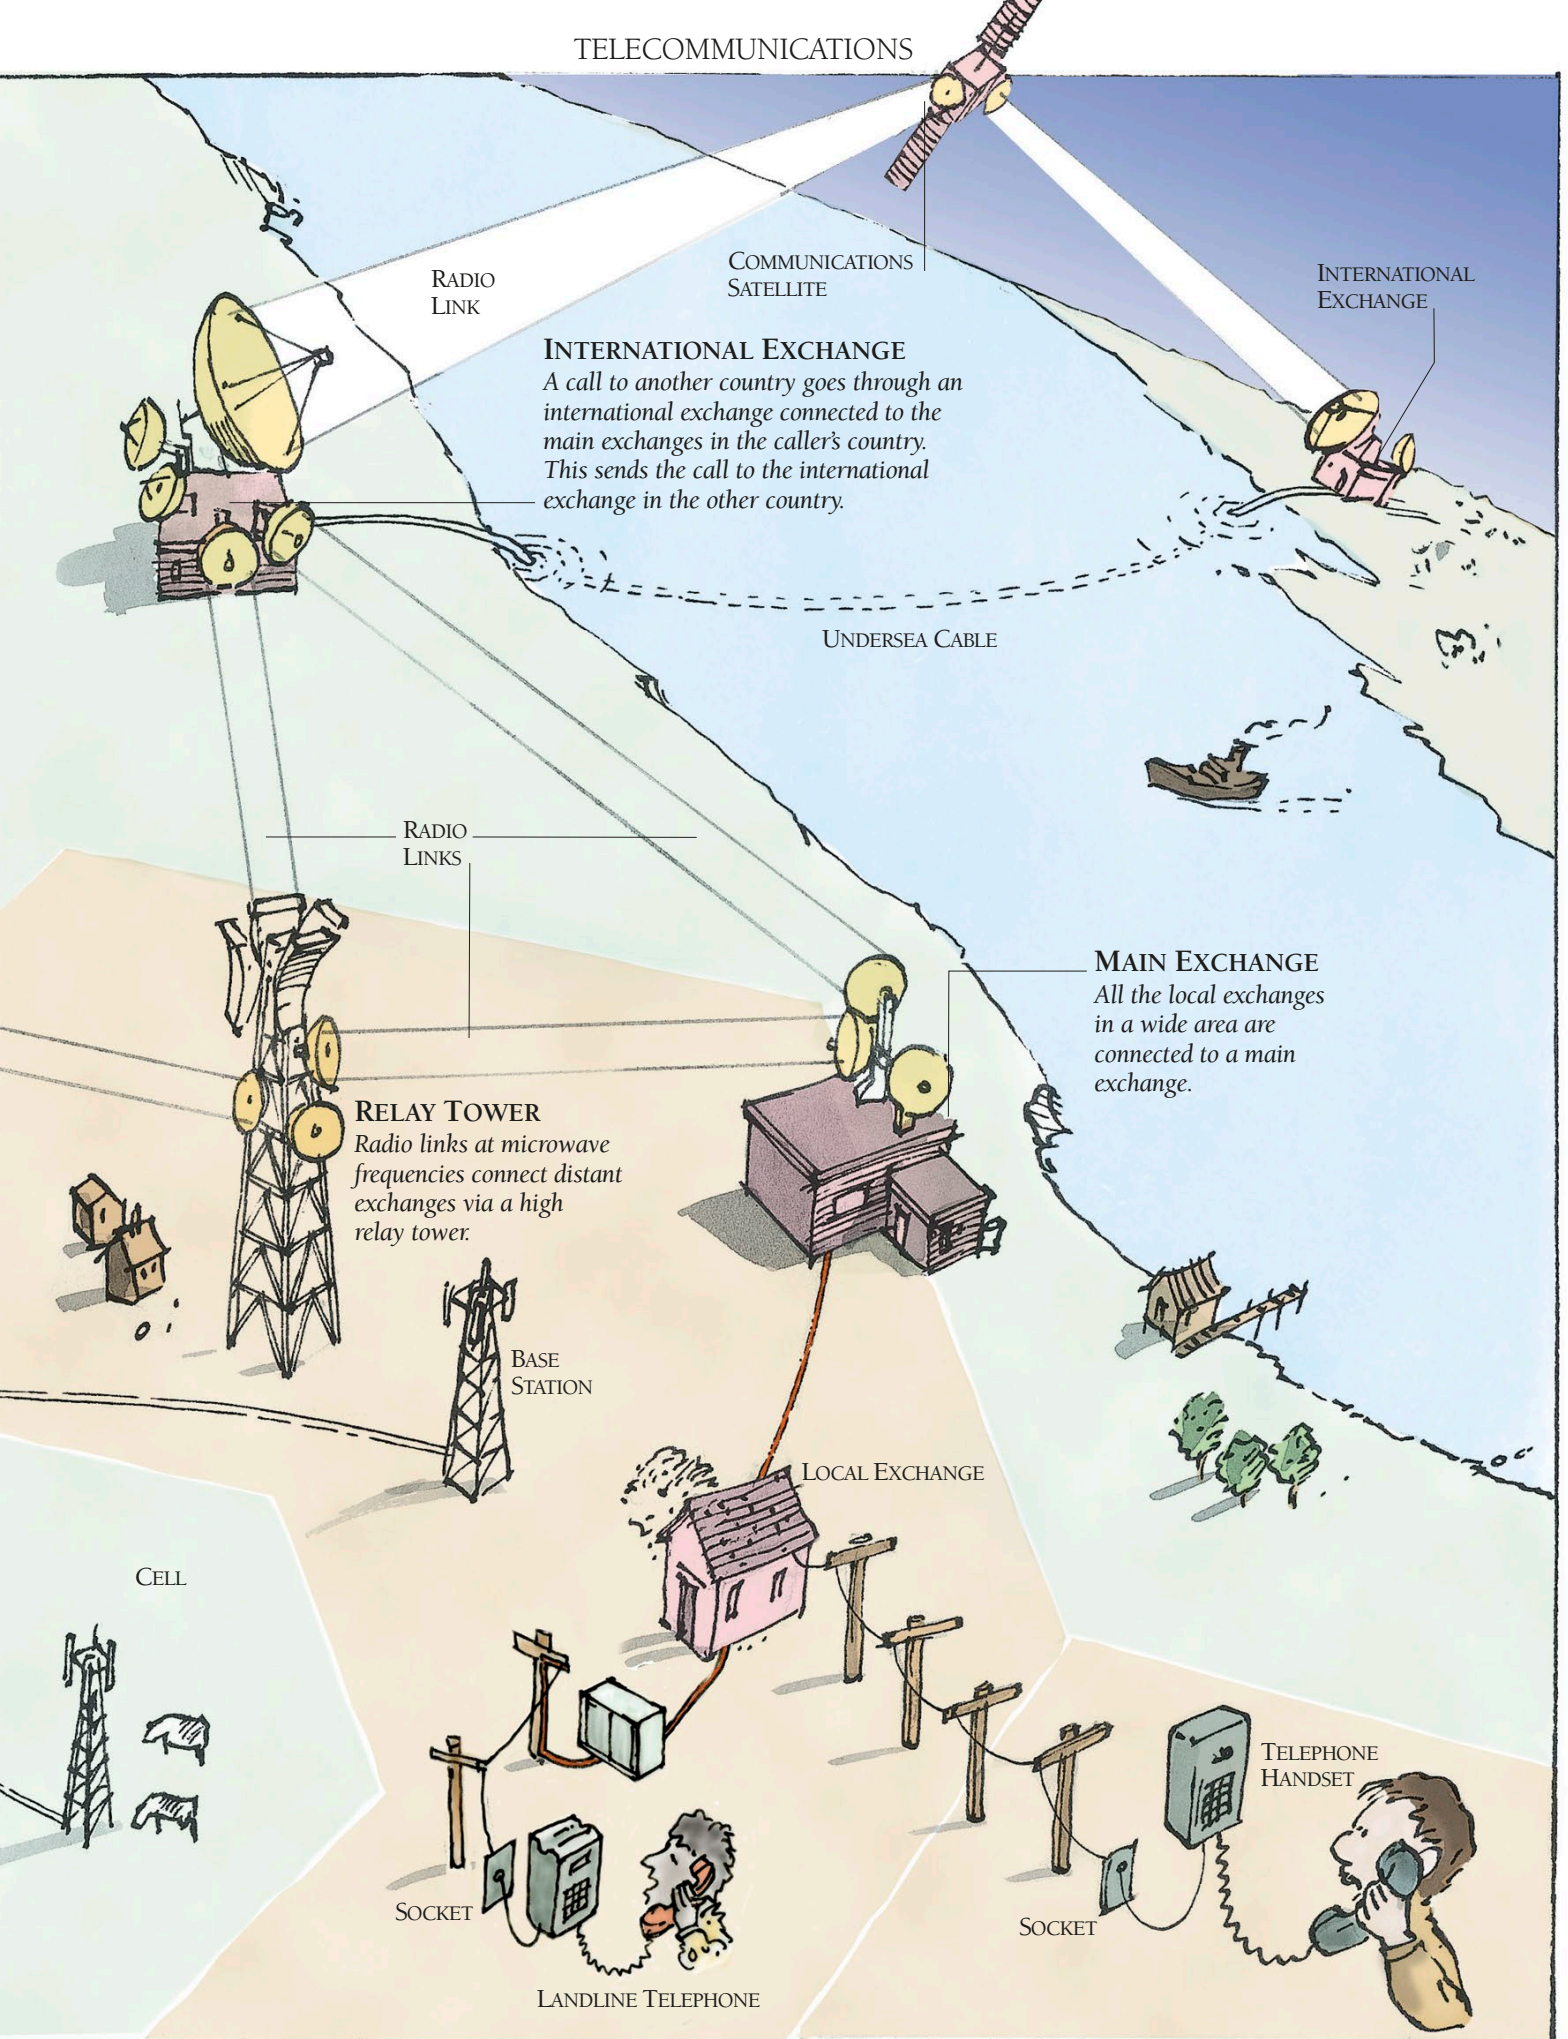 TELECOMMUNICATIONS
RADIO
LINK
COMMUNICATIONS
SATELLITE
INTERNATIONAL
EXCHANGE
INTERNATIONAL EXCHANGE
A call to another country goes through an
international exchange connected to the
main exchanges in the caller's country.
This sends the call to the international
exchange in the other country.
UNDERSEA CABLE
RADIO
LINKS
MAIN EXCHANGE
All the local exchanges
in a wide area are
connected to a main
exchange.
RELAY TOWER
Radio links at microwave
frequencies connect distant
exchanges via a high
relay tower.
BASE
STATION
LOCAL EXCHANGE
CELL
TELEPHONE
HANDSET
SOCKET
SOCKET
LANDLINE TELEPHONE